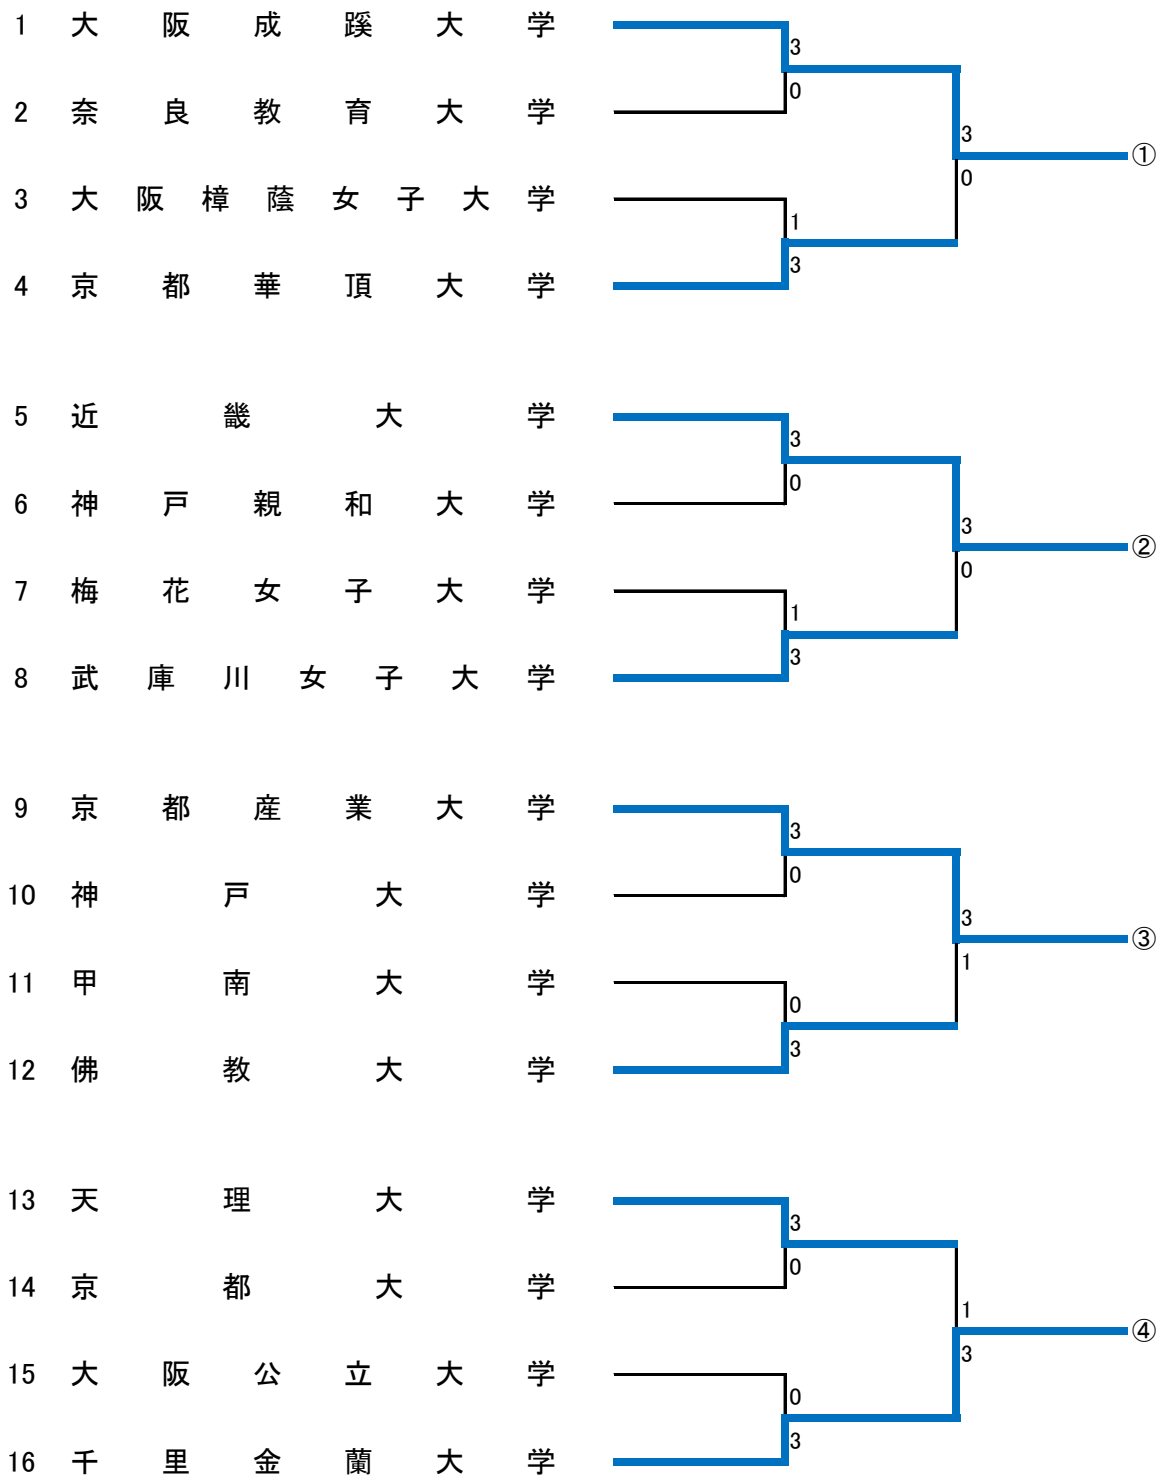 1 大阪成蹊大学
3
0
2 奈良教育大学
3
①
0
3 大阪樟蔭女子大学
1
3
4 京都華頂大学
5 近畿大学
3
0
6 神戸親和大学
3
②
0
7 梅花女子大学
1
3
8 武庫川女子大学
9 京都産業大学
3
0
10 神戸大学
3
③
1
11 甲南大学
0
3
12 佛教大学
13 天理大学
3
0
14 京都大学
1
④
3
15 大阪公立大学
0
3
16 千里金蘭大学